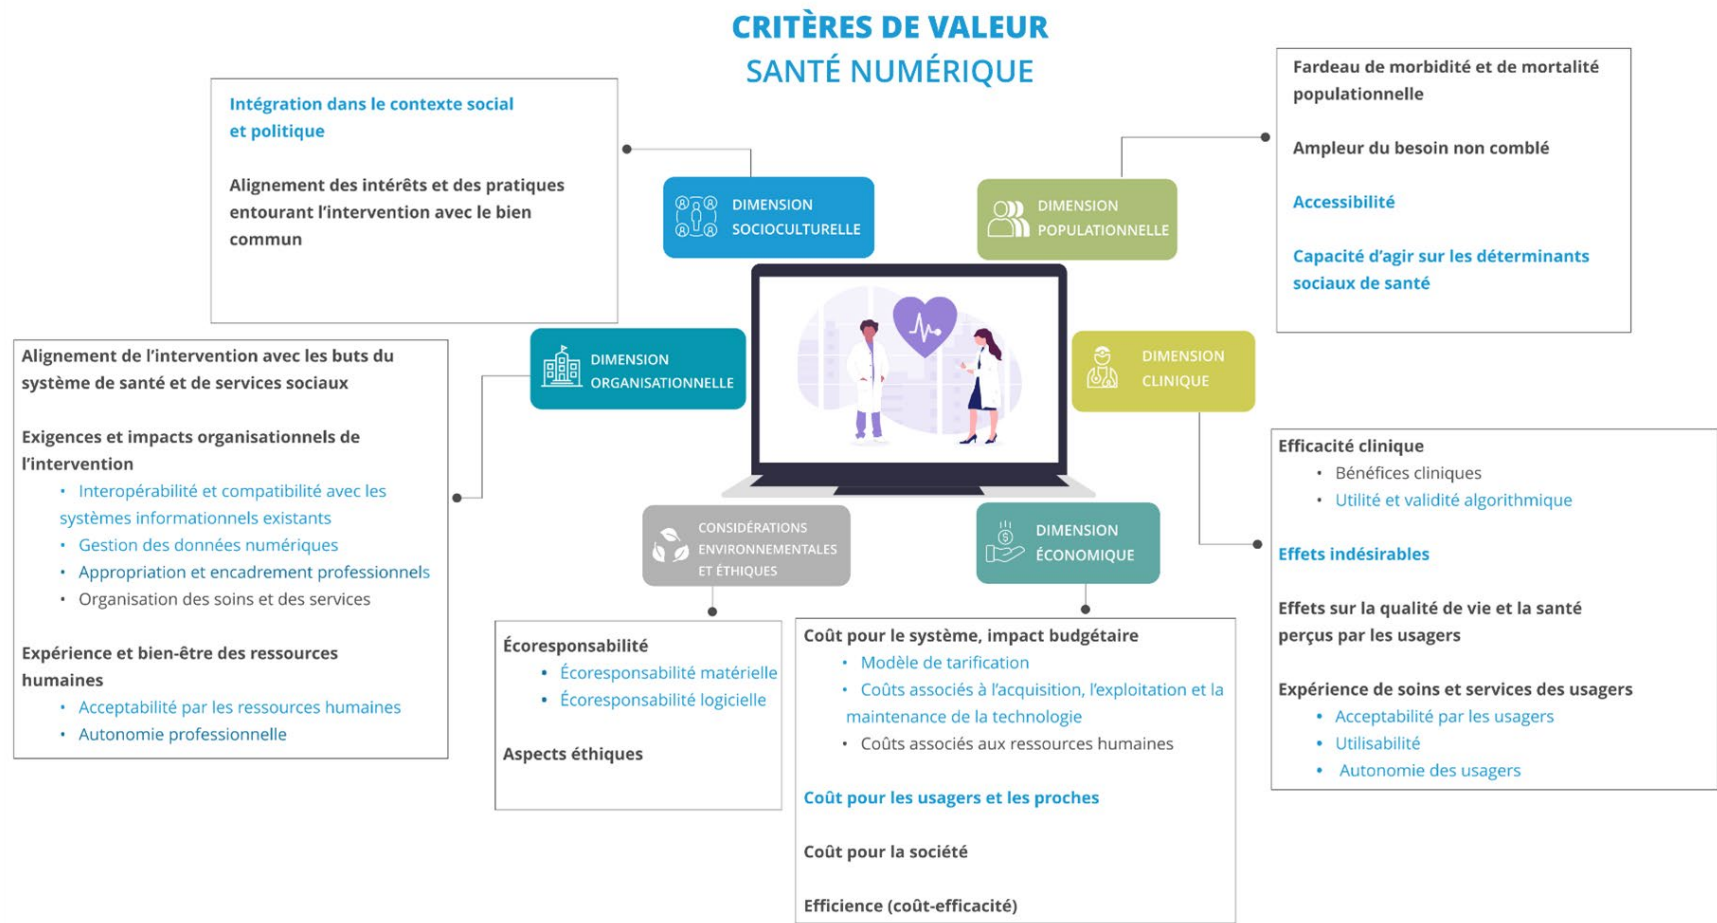 CRITÈRES DE VALEUR
SANTÉ NUMÉRIQUE
Intégration dans le contexte social
et politique
Alignement des intérêts et des pratiques
entourant l’intervention avec le bien
commun
DIMENSION
SOCIOCULTURELLE
DIMENSION
POPULATIONNELLE
Fardeau de morbidité et de mortalité
populationnelle
Ampleur du besoin non comblé
Accessibilité
Capacité d’agir sur les déterminants
sociaux de santé
Alignement de l’intervention avec les buts du
système de santé et de services sociaux
Exigences et impacts organisationnels de
l’intervention
• Interopérabilité et compatibilité avec les
systèmes informationnels existants
• Gestion des données numériques
• Appropriation et encadrement professionnels
• Organisation des soins et des services
Expérience et bien-être des ressources
humaines
• Acceptabilité par les ressources humaines
• Autonomie professionnelle
DIMENSION
ORGANISATIONNELLE
DIMENSION
CLINIQUE
Efficacité clinique
• Bénéfices cliniques
• Utilité et validité algorithmique
Effets indésirables
Effets sur la qualité de vie et la santé
perçus par les usagers
Expérience de soins et services des usagers
• Acceptabilité par les usagers
• Utilisabilité
• Autonomie des usagers
CONSIDÉRATIONS
ENVIRONNEMENTALES
ET ÉTHIQUES
Écoresponsabilité
• Écoresponsabilité matérielle
• Écoresponsabilité logicielle
Aspects éthiques
DIMENSION
ÉCONOMIQUE
Coût pour le système, impact budgétaire
• Modèle de tarification
• Coûts associés à l’acquisition, l’exploitation et la
maintenance de la technologie
• Coûts associés aux ressources humaines
Coût pour les usagers et les proches
Coût pour la société
Efficience (coût-efficacité)